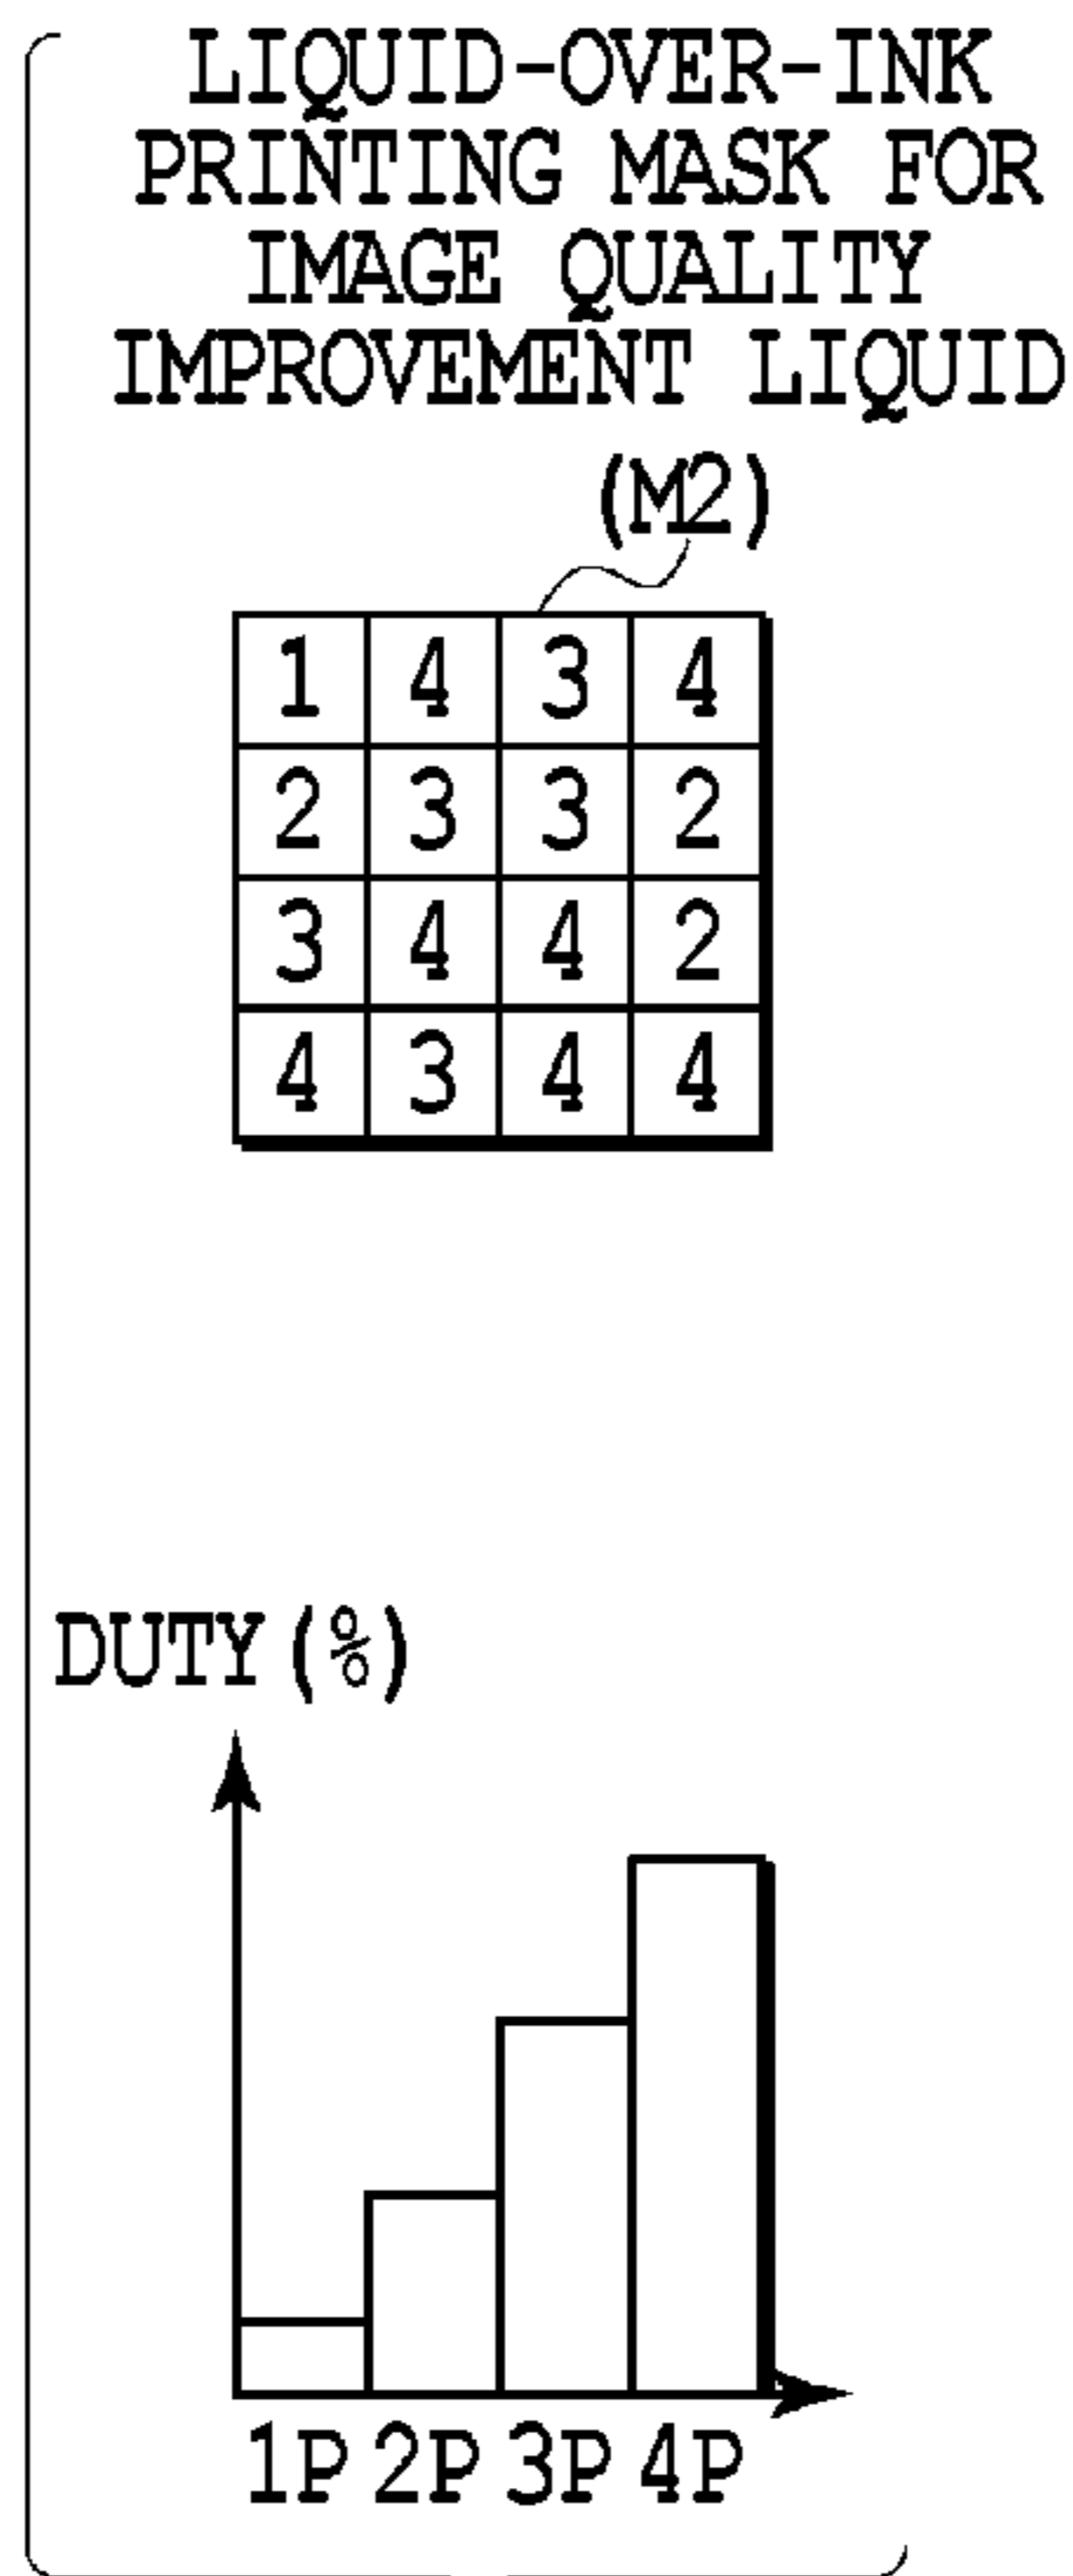 LIQUID-OVER-INK
PRINTING MASK FOR
IMAGE QUALITY
IMPROVEMENT LIQUID
(M2)
1 4 3 4
2 3 3 2
3 4 4 2
4 3 4 4
DUTY(%)
1P 2P 3P 4P